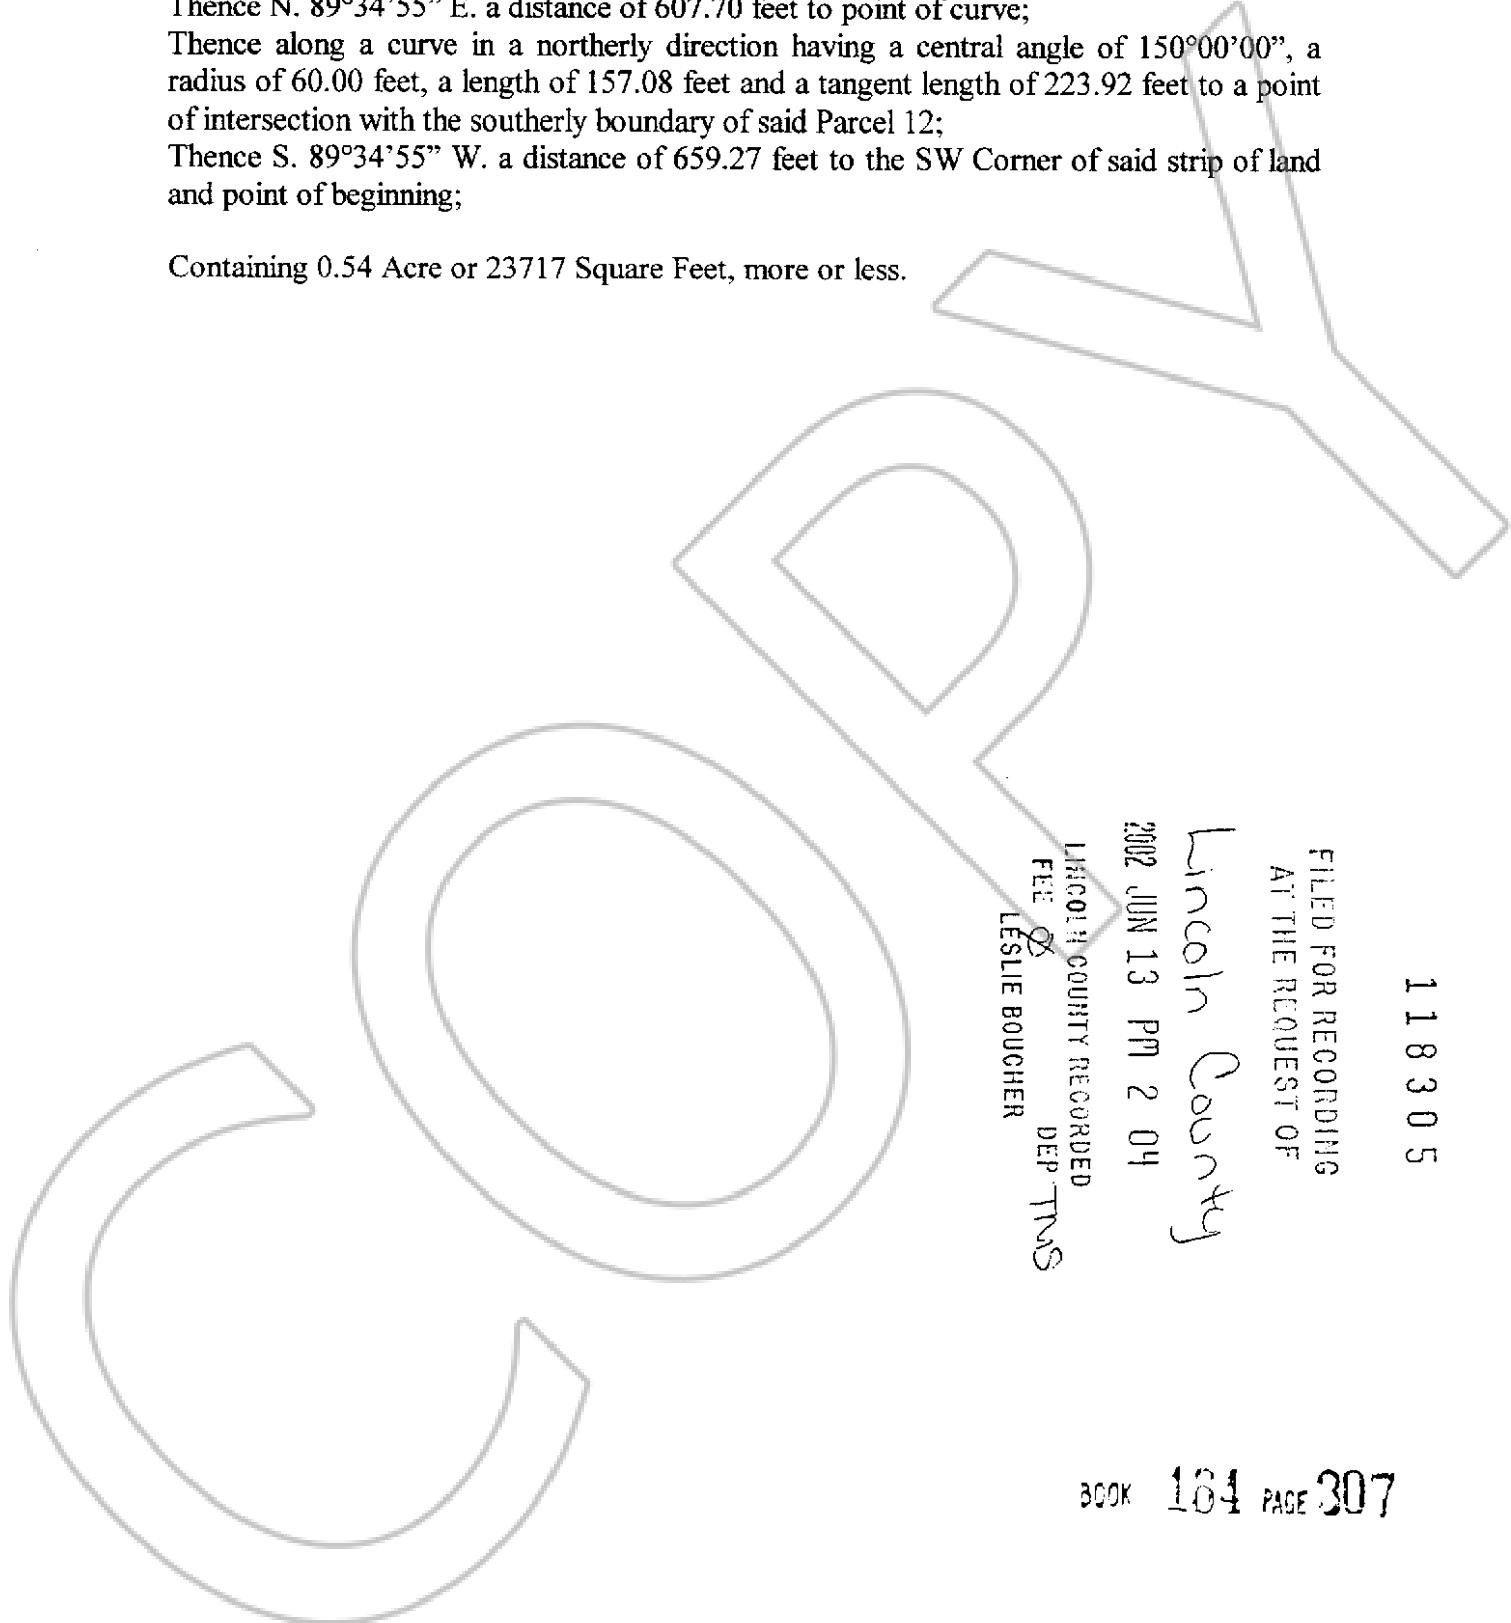 Thence N. 89°34'55" E. a distance of 607.70 feet to point of curve;
Thence along a curve in a northerly direction having a central angle of 150°00'00", a
radius of 60.00 feet, a length of 157.08 feet and a tangent length of 223.92 feet to a point
of intersection with the southerly boundary of said Parcel 12;
Thence S. 89°34'55" W. a distance of 659.27 feet to the SW Corner of said strip of land
and point of beginning;
Containing 0.54 Acre or 23717 Square Feet, more or less.
COPY
118305
FILED FOR RECORDING
AT THE REQUEST OF
Lincoln County
2002 JUN 13 PM 2 04
LINCOLN COUNTY RECORDED
FEE DEP TMS
LESLIE BOUCHER
BOOK 164 PAGE 307